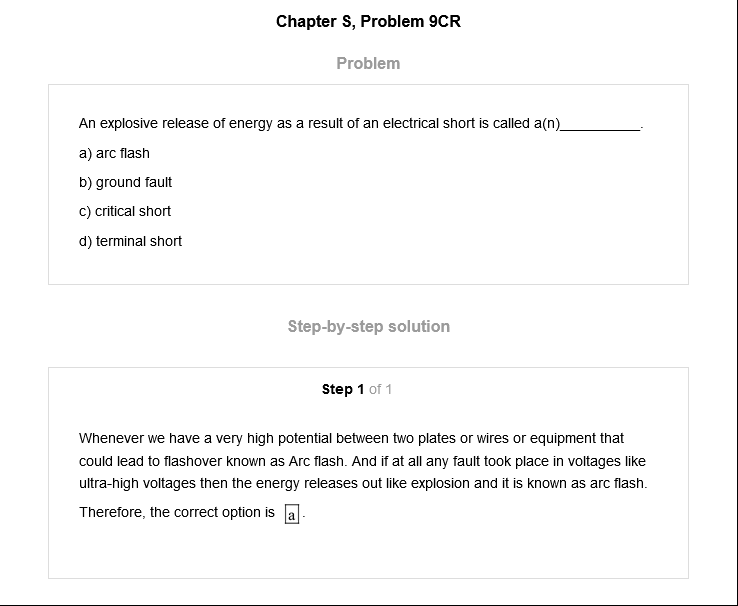 Chapter S, Problem 9CR
Problem
An explosive release of energy as a result of an electrical short is called a(n)__________.
a) arc flash
b) ground fault
c) critical short
d) terminal short
Step-by-step solution
Step 1 of 1
Whenever we have a very high potential between two plates or wires or equipment that
could lead to flashover known as Arc flash. And if at all any fault took place in voltages like
ultra-high voltages then the energy releases out like explosion and it is known as arc flash.
Therefore, the correct option is a.